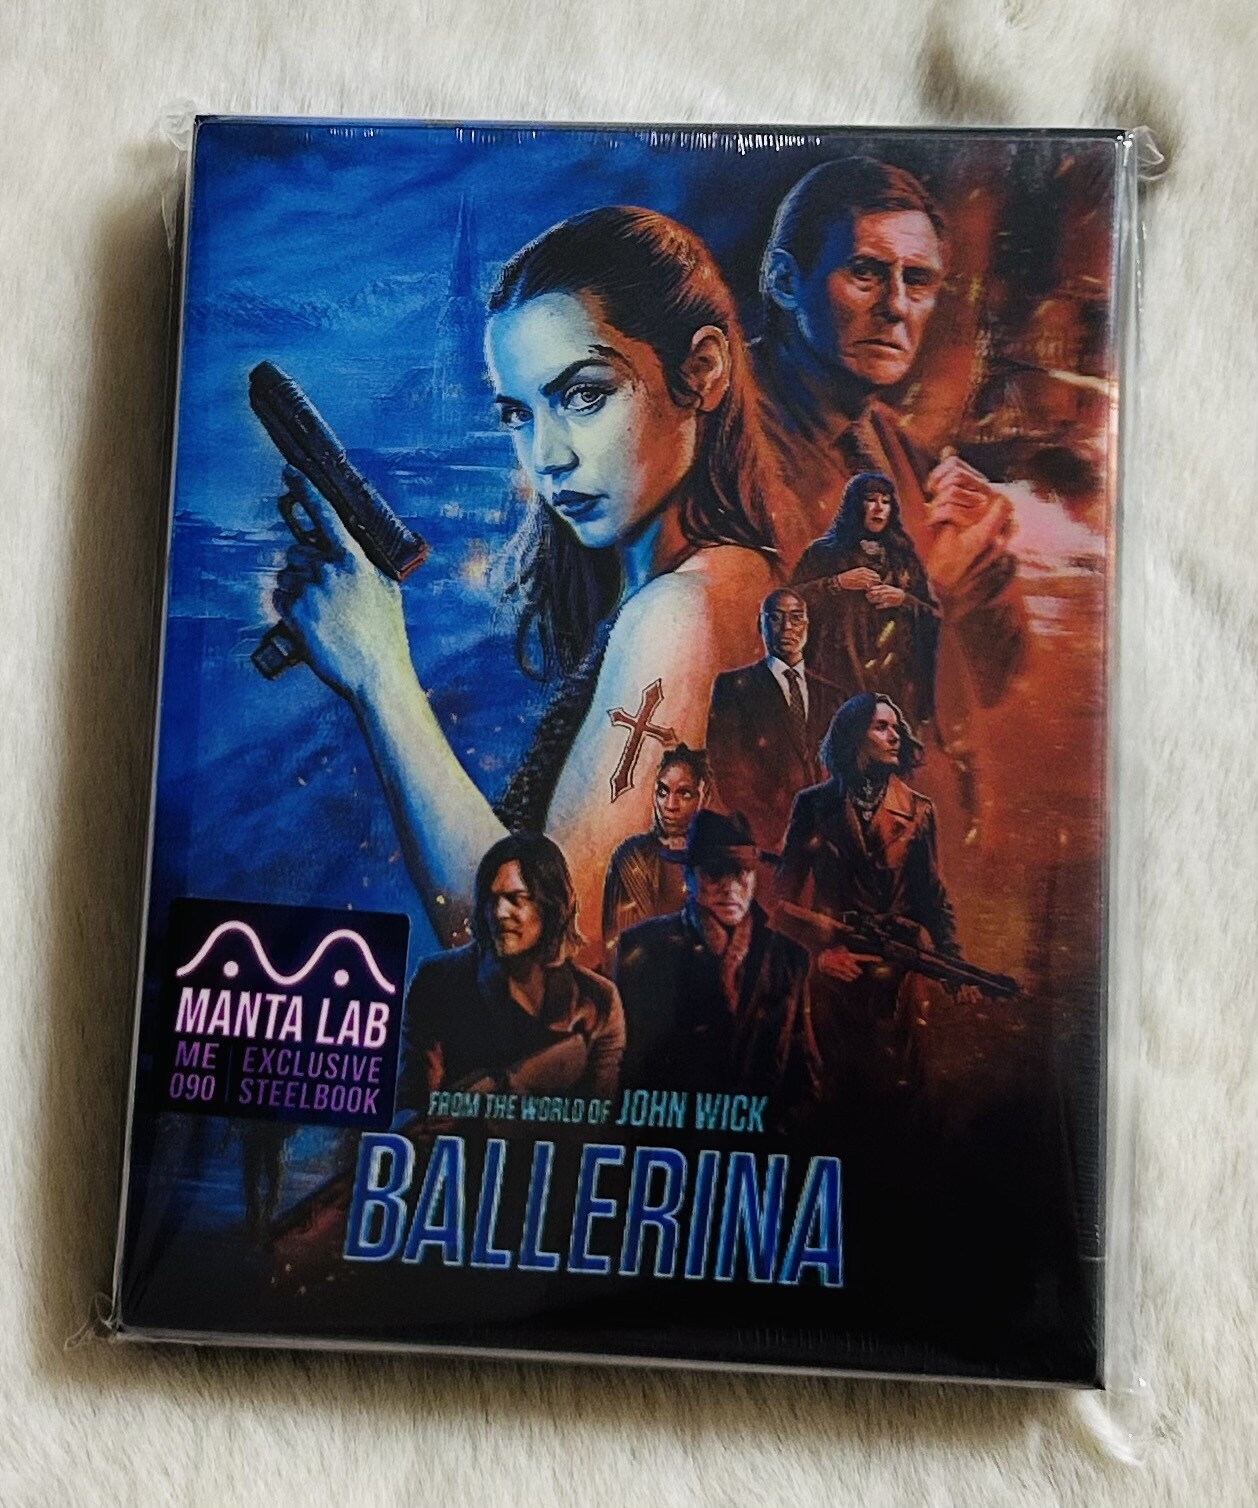 MANTA LAB
ME
090
EXCLUSIVE
STEELBOOK
FROM THE WORLD OF JOHN WICK
BALLERINA